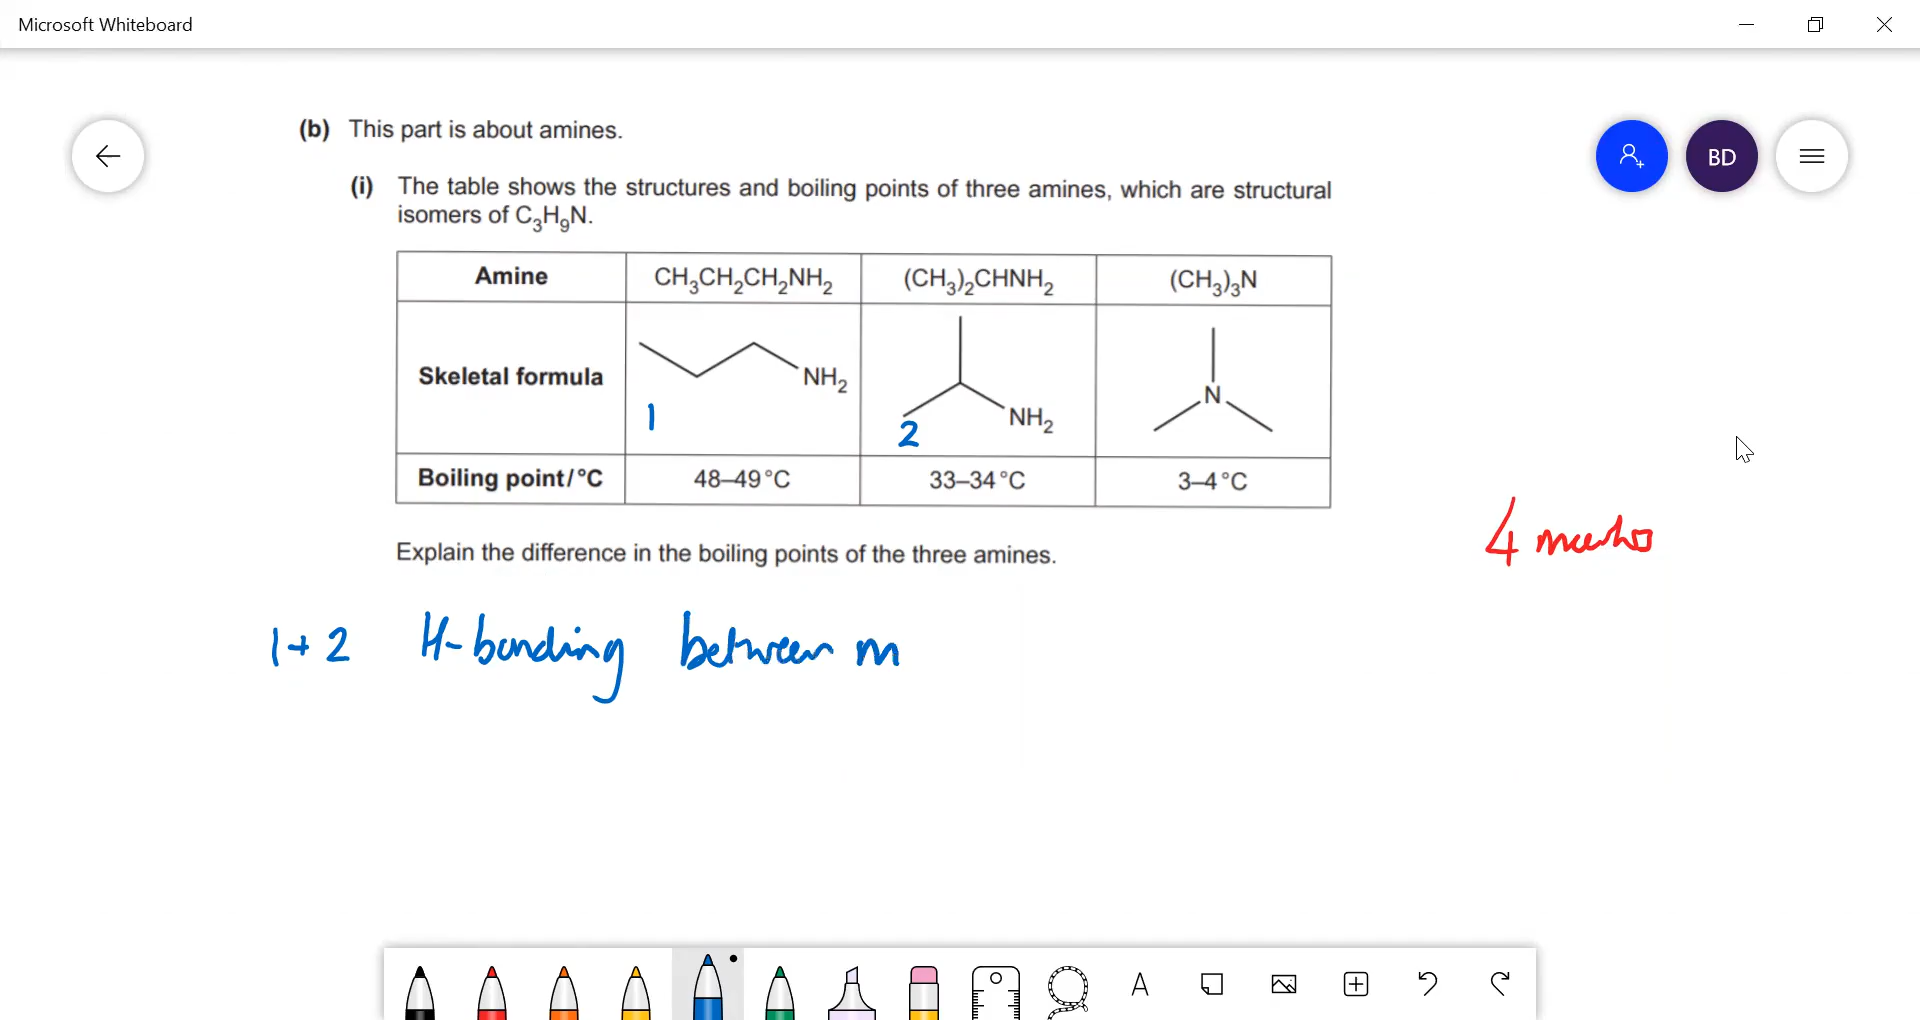 Microsoft Whiteboard
(b) This part is about amines.
BD
(i) The table shows the structures and boiling points of three amines, which are structural
isomers of C₃H₉N.
Amine CH₃CH₂CH₂NH₂ (CH₃)₂CHNH₂ (CH₃)₃N
Skeletal formula NH₂ NH₂ N
1 2
Boiling point/°C 48–49°C 33–34°C 3–4°C
4 marks
Explain the difference in the boiling points of the three amines.
1+2 H-bonding between m
A